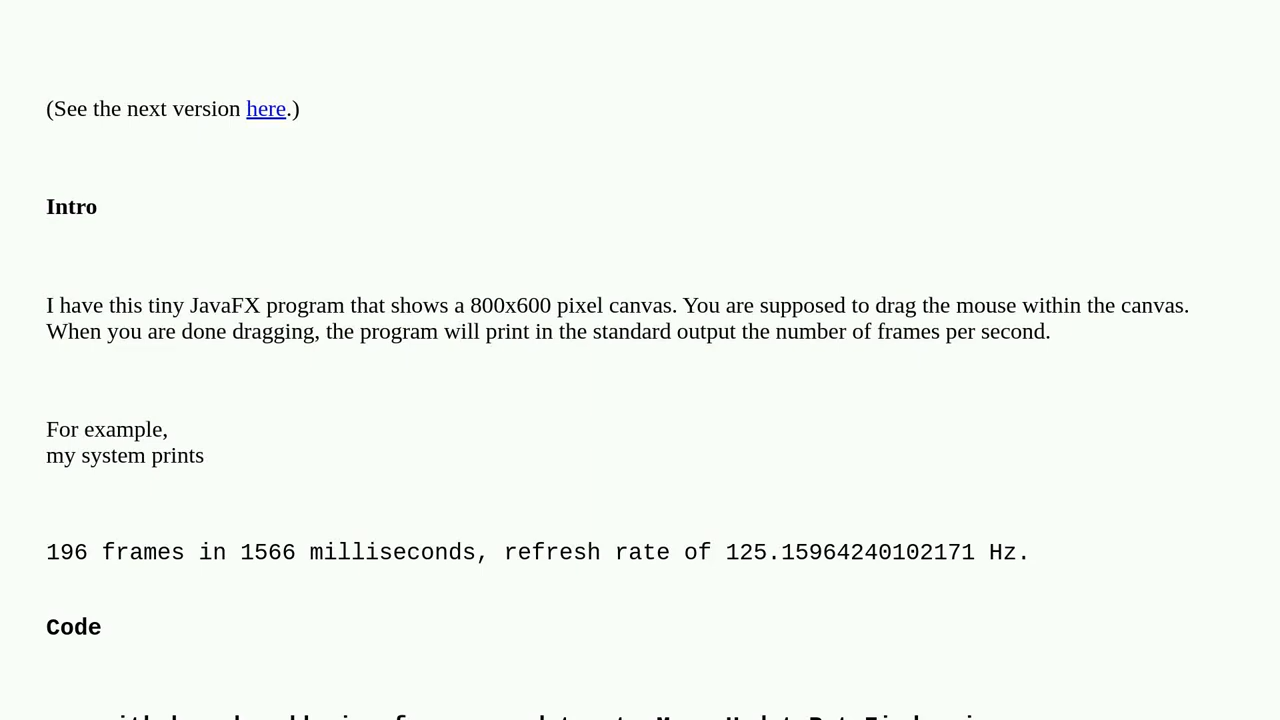 (See the next version here.)
Intro
I have this tiny JavaFX program that shows a 800x600 pixel canvas. You are supposed to drag the mouse within the canvas.
When you are done dragging, the program will print in the standard output the number of frames per second.
For example,
my system prints
196 frames in 1566 milliseconds, refresh rate of 125.15964240102171 Hz.
Code